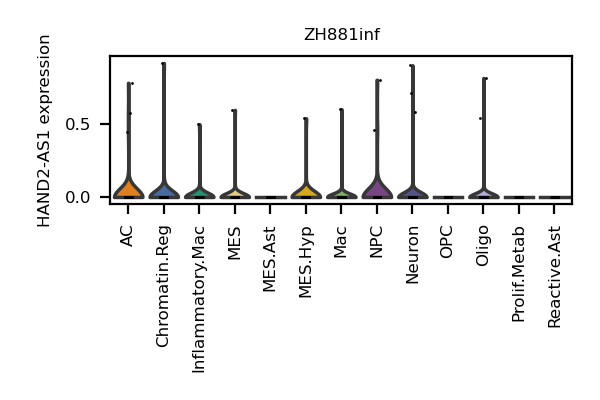 ZH881inf
HAND2-AS1 expression
0.5
0.0
AC
Chromatin.Reg
Inflammatory.Mac
MES
MES.Ast
MES.Hyp
Mac
NPC
Neuron
OPC
Oligo
Prolif.Metab
Reactive.Ast